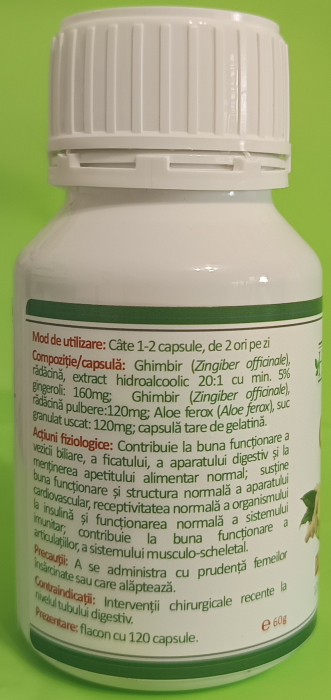 Mod de utilizare: Câte 1-2 capsule, de 2 ori pe zi
Compoziție/capsulă: Ghimbir (Zingiber officinale),
rădăcină, extract hidroalcoolic 20:1 cu min. 5%
gingeroli: 160mg; Ghimbir (Zingiber officinale),
rădăcină pulbere:120mg; Aloe ferox (Aloe ferox), suc
granulat uscat: 120mg; capsulă tare de gelatină.
Acțiuni fiziologice: Contribuie la buna funcționare a
vezicii biliare, a ficatului, a aparatului digestiv și la
menținerea apetitului alimentar normal; susține
buna funcționare și structura normală a aparatului
cardiovascular, receptivitatea normală a organismului
la insulină și funcționarea normală a sistemului
imunitar; contribuie la buna funcționare a
articulațiilor, a sistemului musculo-scheletal.
Precauții: A se administra cu prudență femeilor
însărcinate sau care alăptează.
Contraindicații: Intervenții chirurgicale recente la
nivelul tubului digestiv.
Prezentare: flacon cu 120 capsule.
e 60g